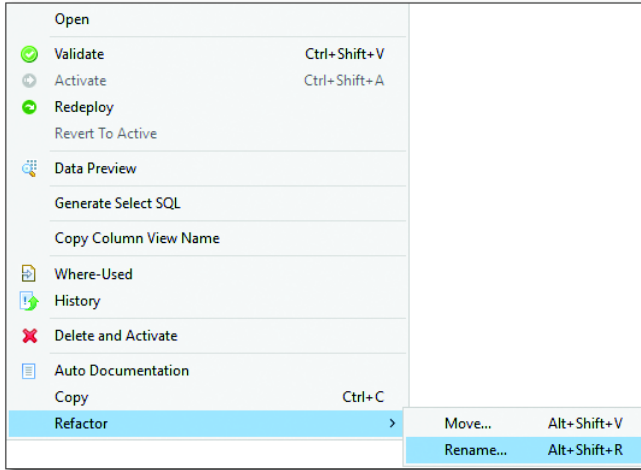 Open
Validate Ctrl+Shift+V
Activate Ctrl+Shift+A
Redeploy
Revert To Active
Data Preview
Generate Select SQL
Copy Column View Name
Where-Used
History
Delete and Activate
Auto Documentation
Copy Ctrl+C
Refactor
Move... Alt+Shift+V
Rename... Alt+Shift+R